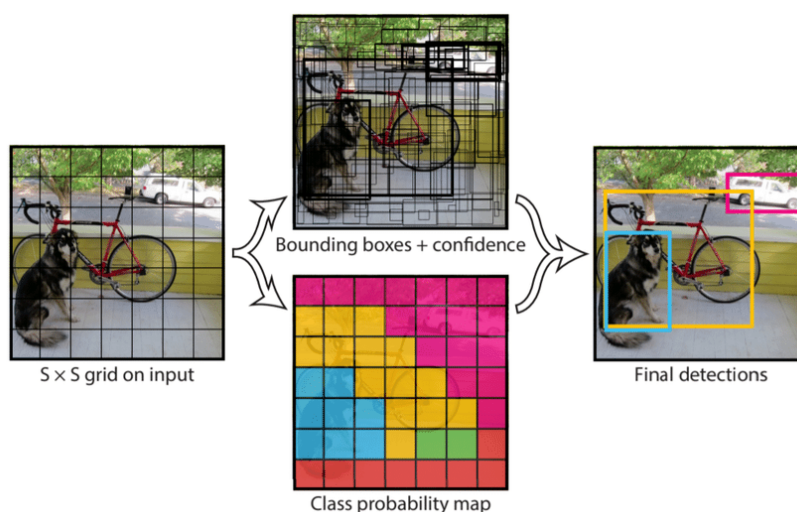 S × S grid on input
Bounding boxes + confidence
Class probability map
Final detections